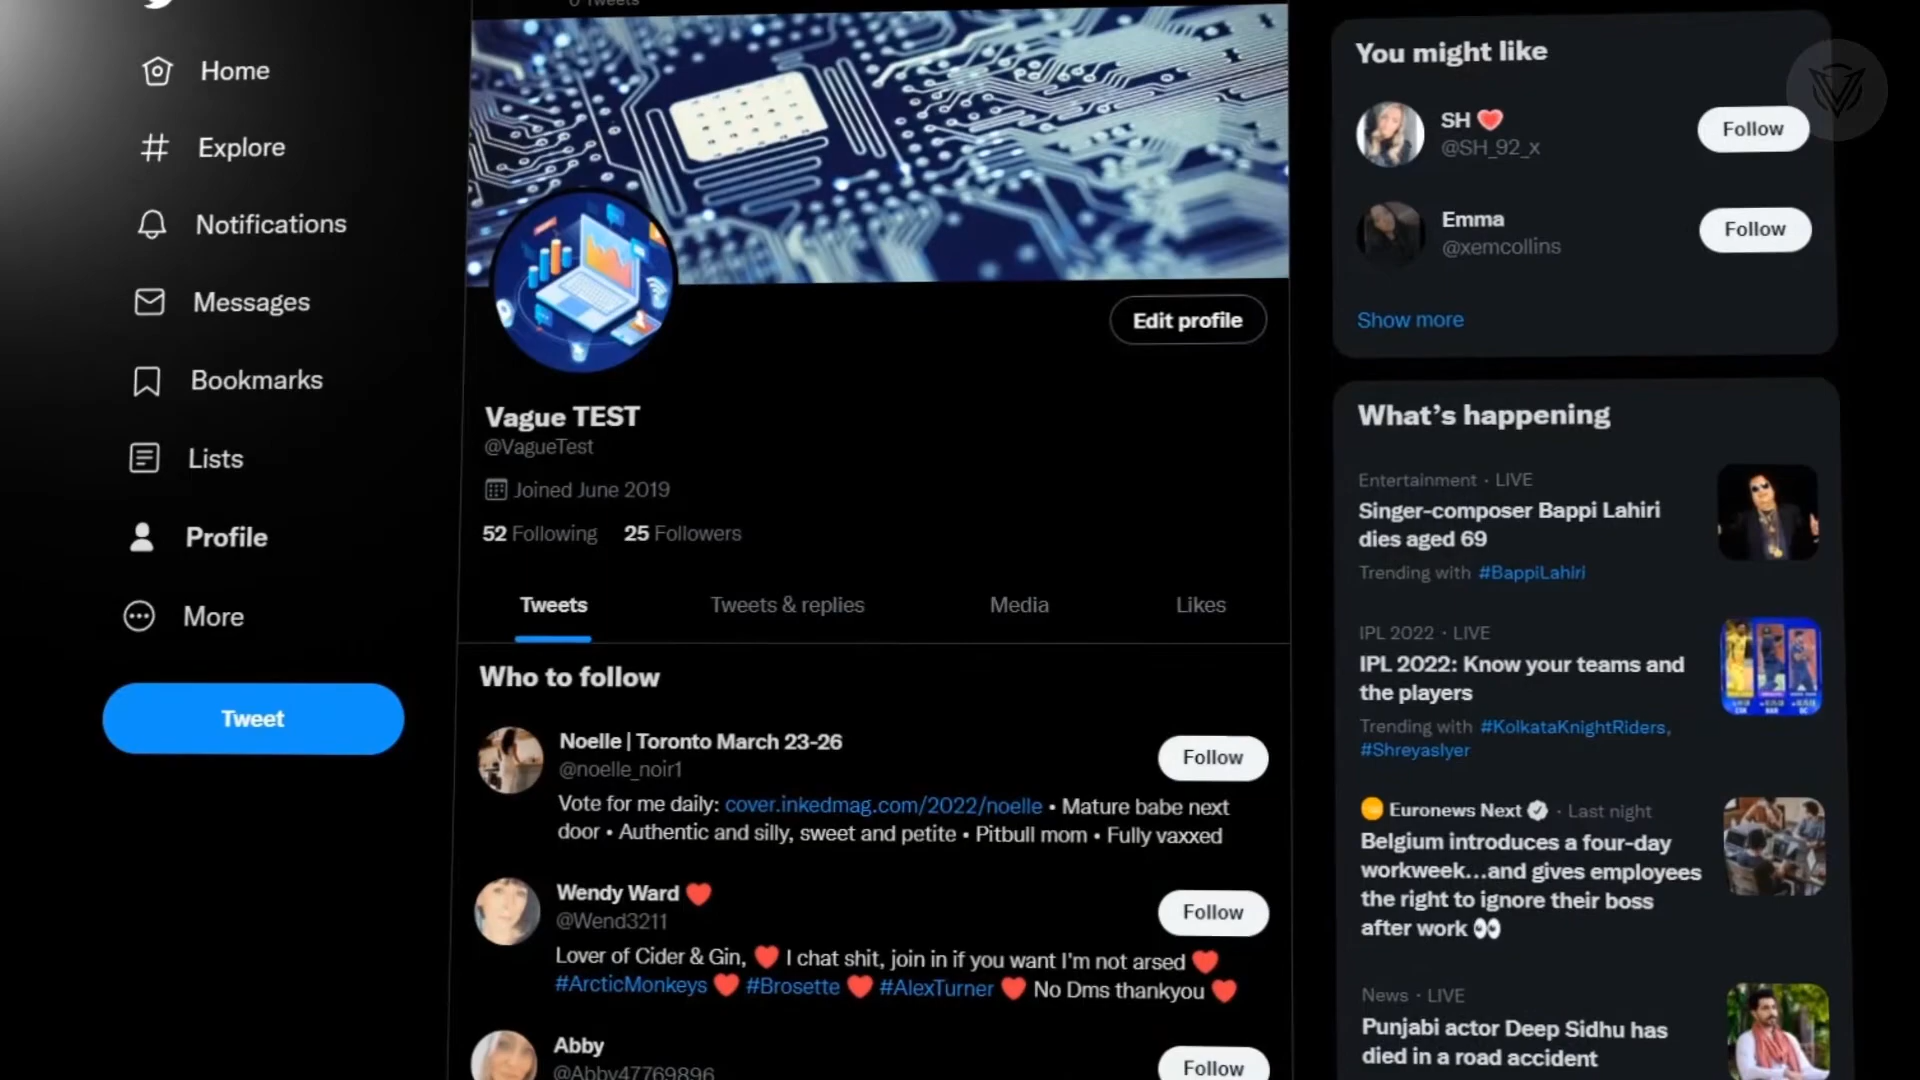 0 Tweets
Home
Explore
Notifications
Messages
Bookmarks
Lists
Profile
More
Tweet
Edit profile
Vague TEST
@VagueTest
Joined June 2019
52 Following 25 Followers
Tweets Tweets & replies Media Likes
Who to follow
Noelle | Toronto March 23-26
@noelle_noir1
Follow
Vote for me daily: cover.inkedmag.com/2022/noelle • Mature babe next
door • Authentic and silly, sweet and petite • Pitbull mom • Fully vaxxed
Wendy Ward ❤️
@Wend3211
Follow
Lover of Cider & Gin, ❤️ I chat shit, join in if you want I'm not arsed ❤️
#ArcticMonkeys ❤️ #Brosette ❤️ #AlexTurner ❤️ No Dms thankyou ❤️
Abby
@Abby47769896
Follow
You might like
SH ❤️
@SH_92_x
Follow
Emma
@xemcollins
Follow
Show more
What's happening
Entertainment · LIVE
Singer-composer Bappi Lahiri
dies aged 69
Trending with #BappiLahiri
IPL 2022 · LIVE
IPL 2022: Know your teams and
the players
Trending with #KolkataKnightRiders,
#ShreyasIyer
Euronews Next · Last night
Belgium introduces a four-day
workweek...and gives employees
the right to ignore their boss
after work 👀
News · LIVE
Punjabi actor Deep Sidhu has
died in a road accident